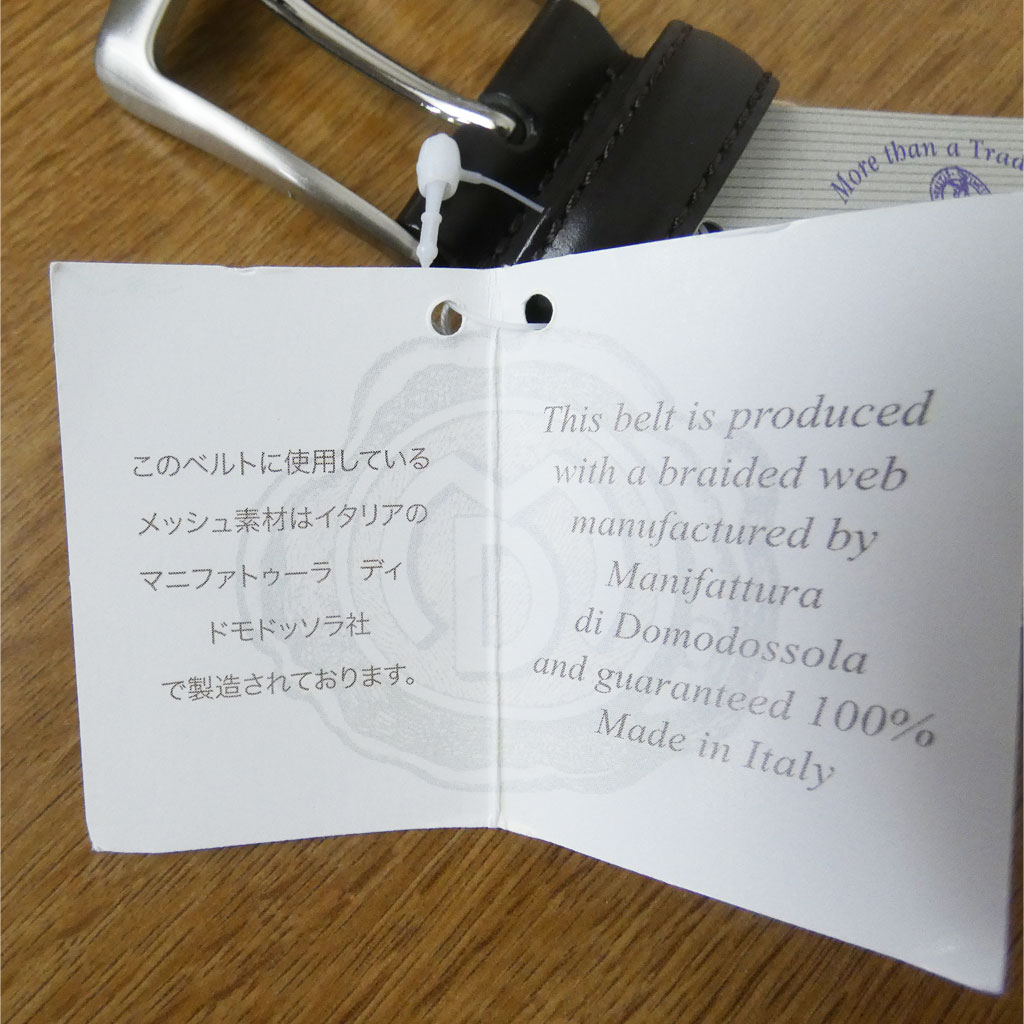 More than a
このベルトに使用している
メッシュ素材はイタリアの
マニファトゥーラ　ディ
ドモドッソラ社
で製造されております。
This belt is produced
with a braided web
manufactured by
Manifattura
di Domodossola
and guaranteed 100%
Made in Italy